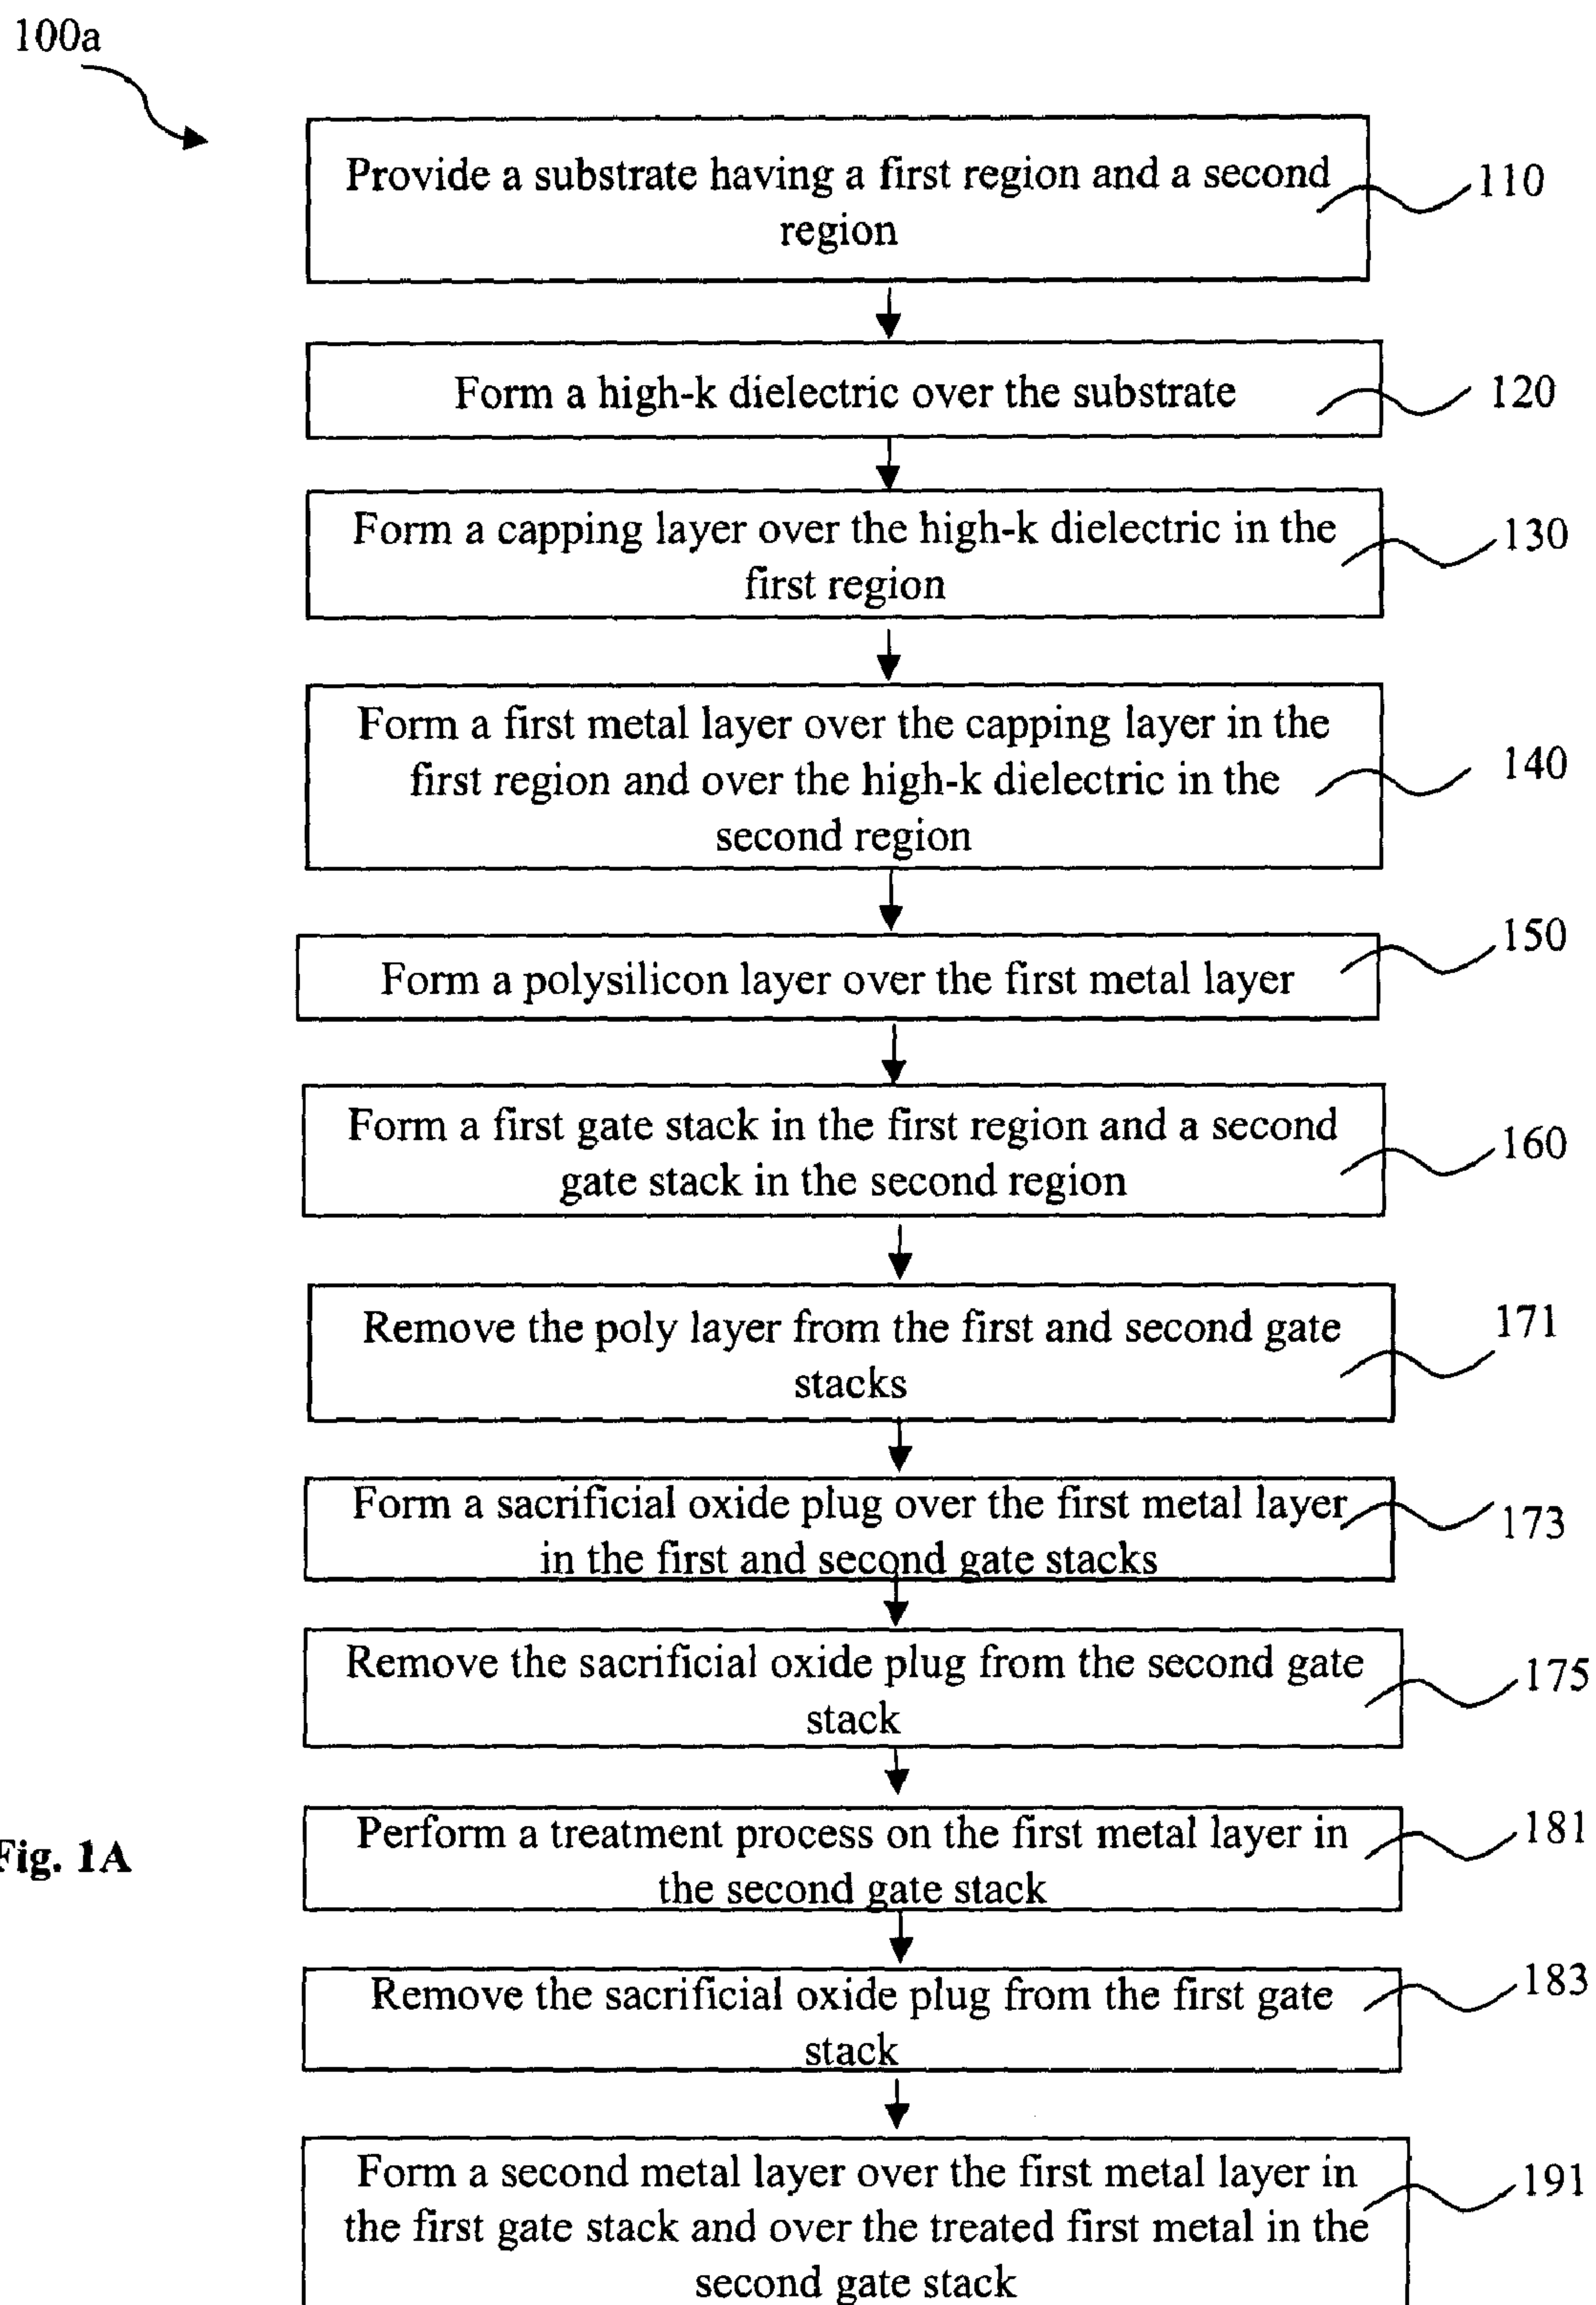 100a
Provide a substrate having a first region and a second
region
110
Form a high-k dielectric over the substrate
120
Form a capping layer over the high-k dielectric in the
first region
130
Form a first metal layer over the capping layer in the
first region and over the high-k dielectric in the
second region
140
Form a polysilicon layer over the first metal layer
150
Form a first gate stack in the first region and a second
gate stack in the second region
160
Remove the poly layer from the first and second gate
stacks
171
Form a sacrificial oxide plug over the first metal layer
in the first and second gate stacks
173
Remove the sacrificial oxide plug from the second gate
stack
175
Perform a treatment process on the first metal layer in
the second gate stack
181
Fig. 1A
Remove the sacrificial oxide plug from the first gate
stack
183
Form a second metal layer over the first metal layer in
the first gate stack and over the treated first metal in the
second gate stack
191